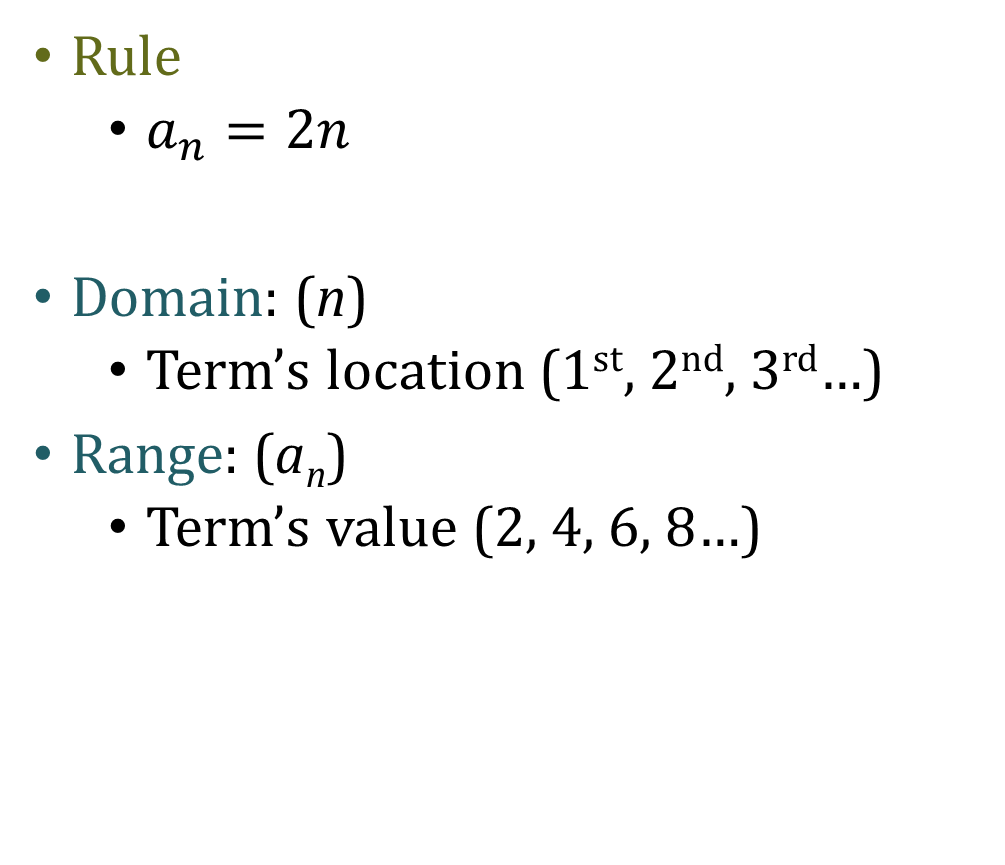 • Rule
• aₙ = 2n
• Domain: (n)
• Term’s location (1ˢᵗ, 2ⁿᵈ, 3ʳᵈ…)
• Range: (aₙ)
• Term’s value (2, 4, 6, 8…)